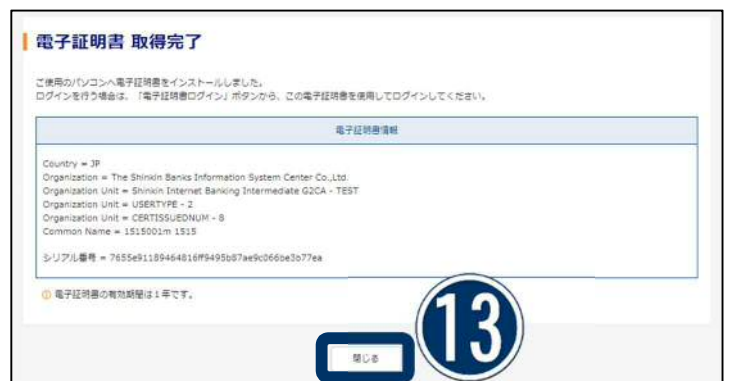 電子証明書 取得完了
ご使用のパソコンへ電子証明書をインストールしました。
ログインを行う場合は、「電子証明書ログイン」ボタンから、この電子証明書を使用してログインしてください。
電子証明書情報
Country = JP
Organization = The Shinkin Banks Information System Center Co.,Ltd.
Organization Unit = Shinkin Internet Banking Intermediate G2CA - TEST
Organization Unit = USERTYPE - 2
Organization Unit = CERTISSUEDNUM - 8
Common Name = 1515001m 1515
シリアル番号 = 7655e91189464816ff9495b87ae9c066be3b77ea
電子証明書の有効期間は1年です。
閉じる
13